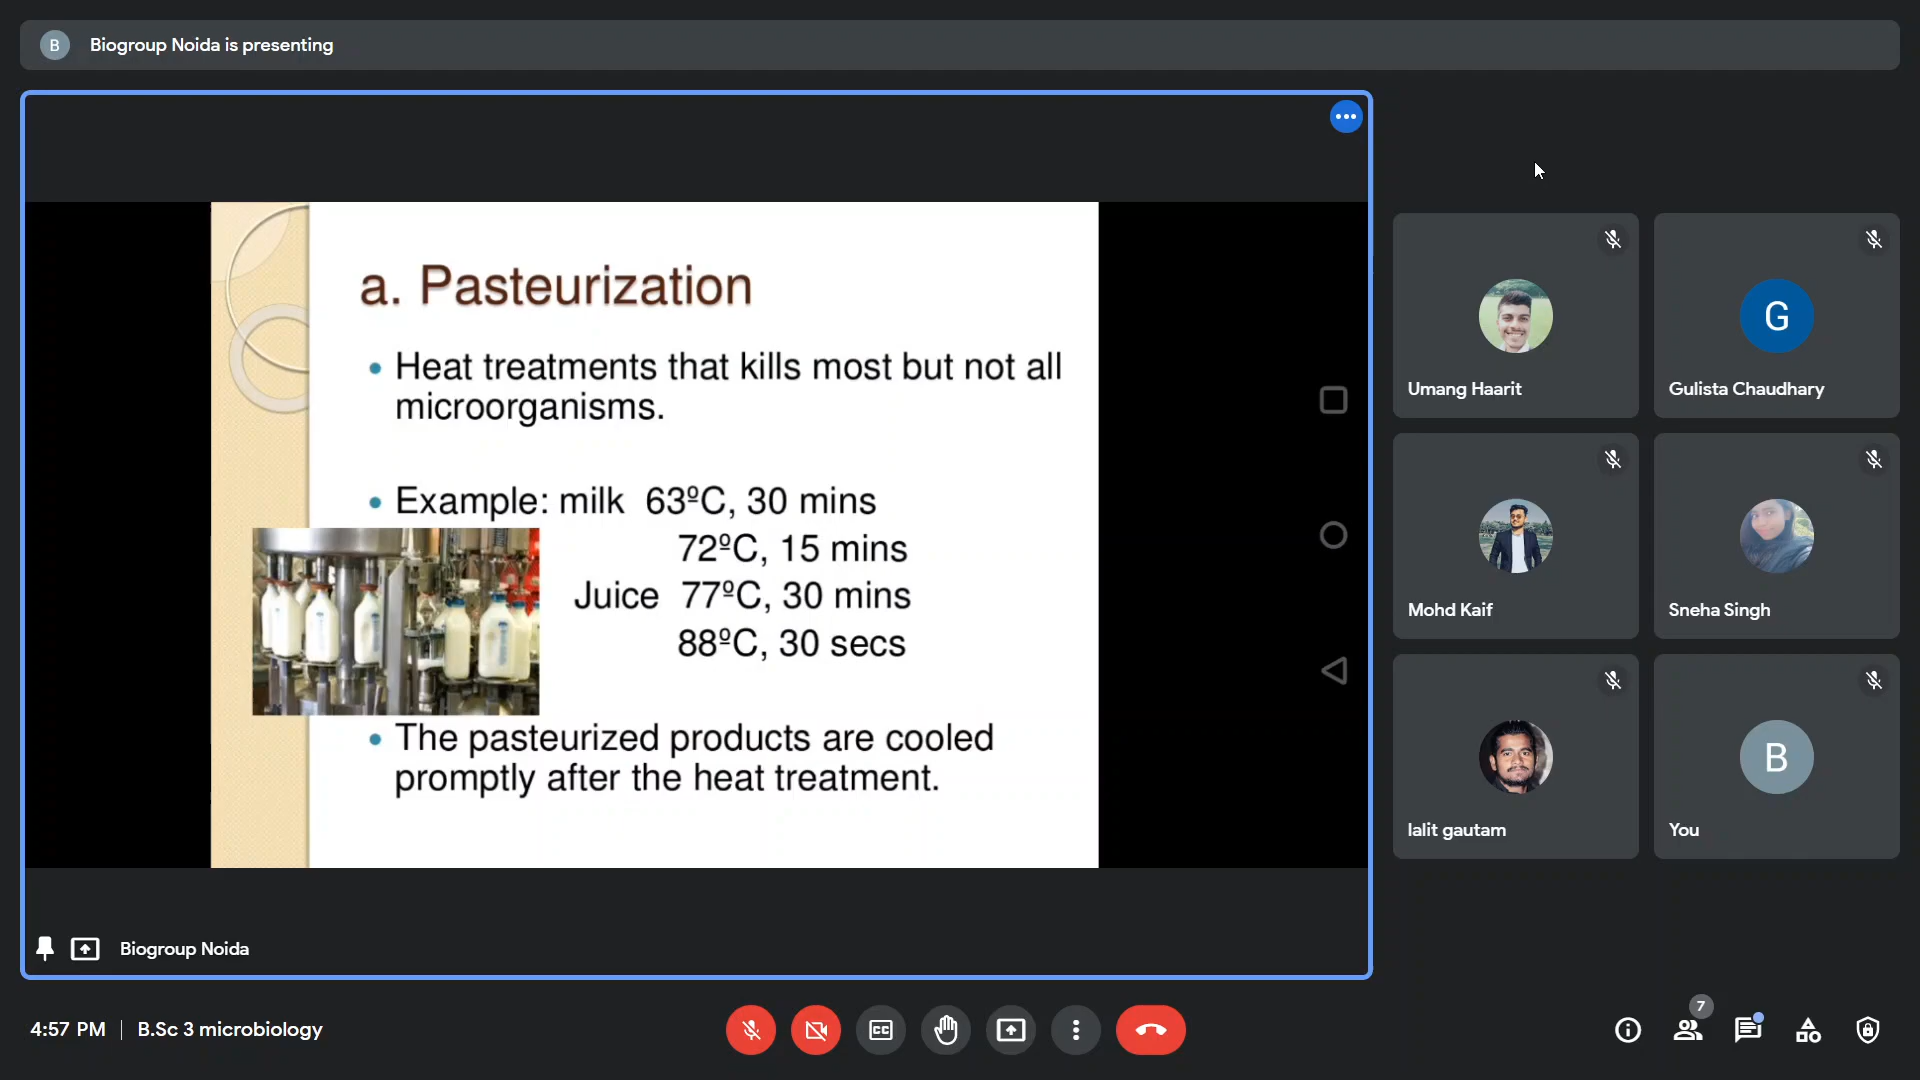 B
Biogroup Noida is presenting
a. Pasteurization
• Heat treatments that kills most but not all
microorganisms.
• Example: milk 63ºC, 30 mins
72ºC, 15 mins
Juice 77ºC, 30 mins
88ºC, 30 secs
• The pasteurized products are cooled
promptly after the heat treatment.
Biogroup Noida
Umang Haarit
G
Gulista Chaudhary
Mohd Kaif
Sneha Singh
lalit gautam
B
You
4:57 PM | B.Sc 3 microbiology
CC
7